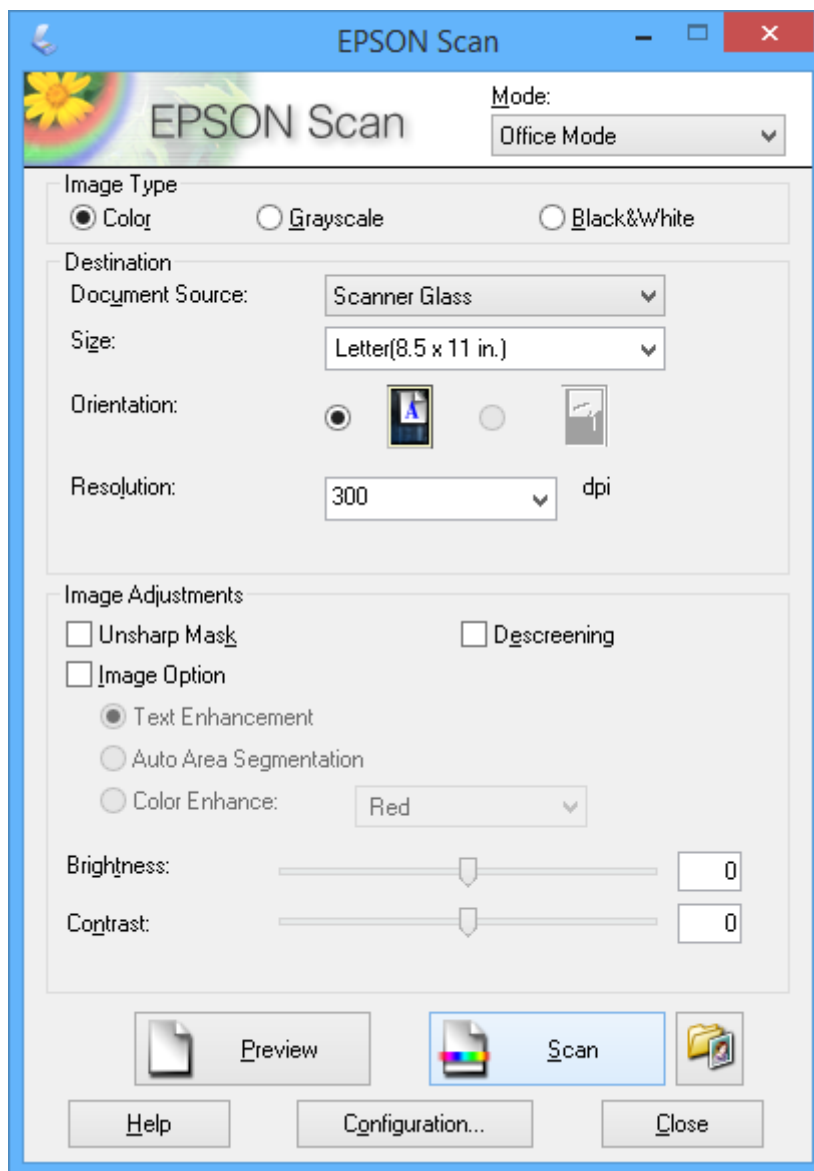 EPSON Scan
EPSON Scan
Mode:
Office Mode
Image Type
Color Grayscale Black&White
Destination
Document Source: Scanner Glass
Size: Letter(8.5 x 11 in.)
Orientation: A
Resolution: 300 dpi
Image Adjustments
Unsharp Mask Descreening
Image Option
Text Enhancement
Auto Area Segmentation
Color Enhance: Red
Brightness: 0
Contrast: 0
Preview Scan
Help Configuration... Close